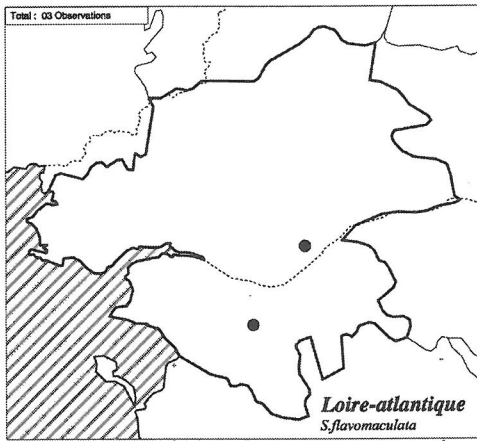 Total : 03 Observations
Loire-atlantique
S.flavomaculata